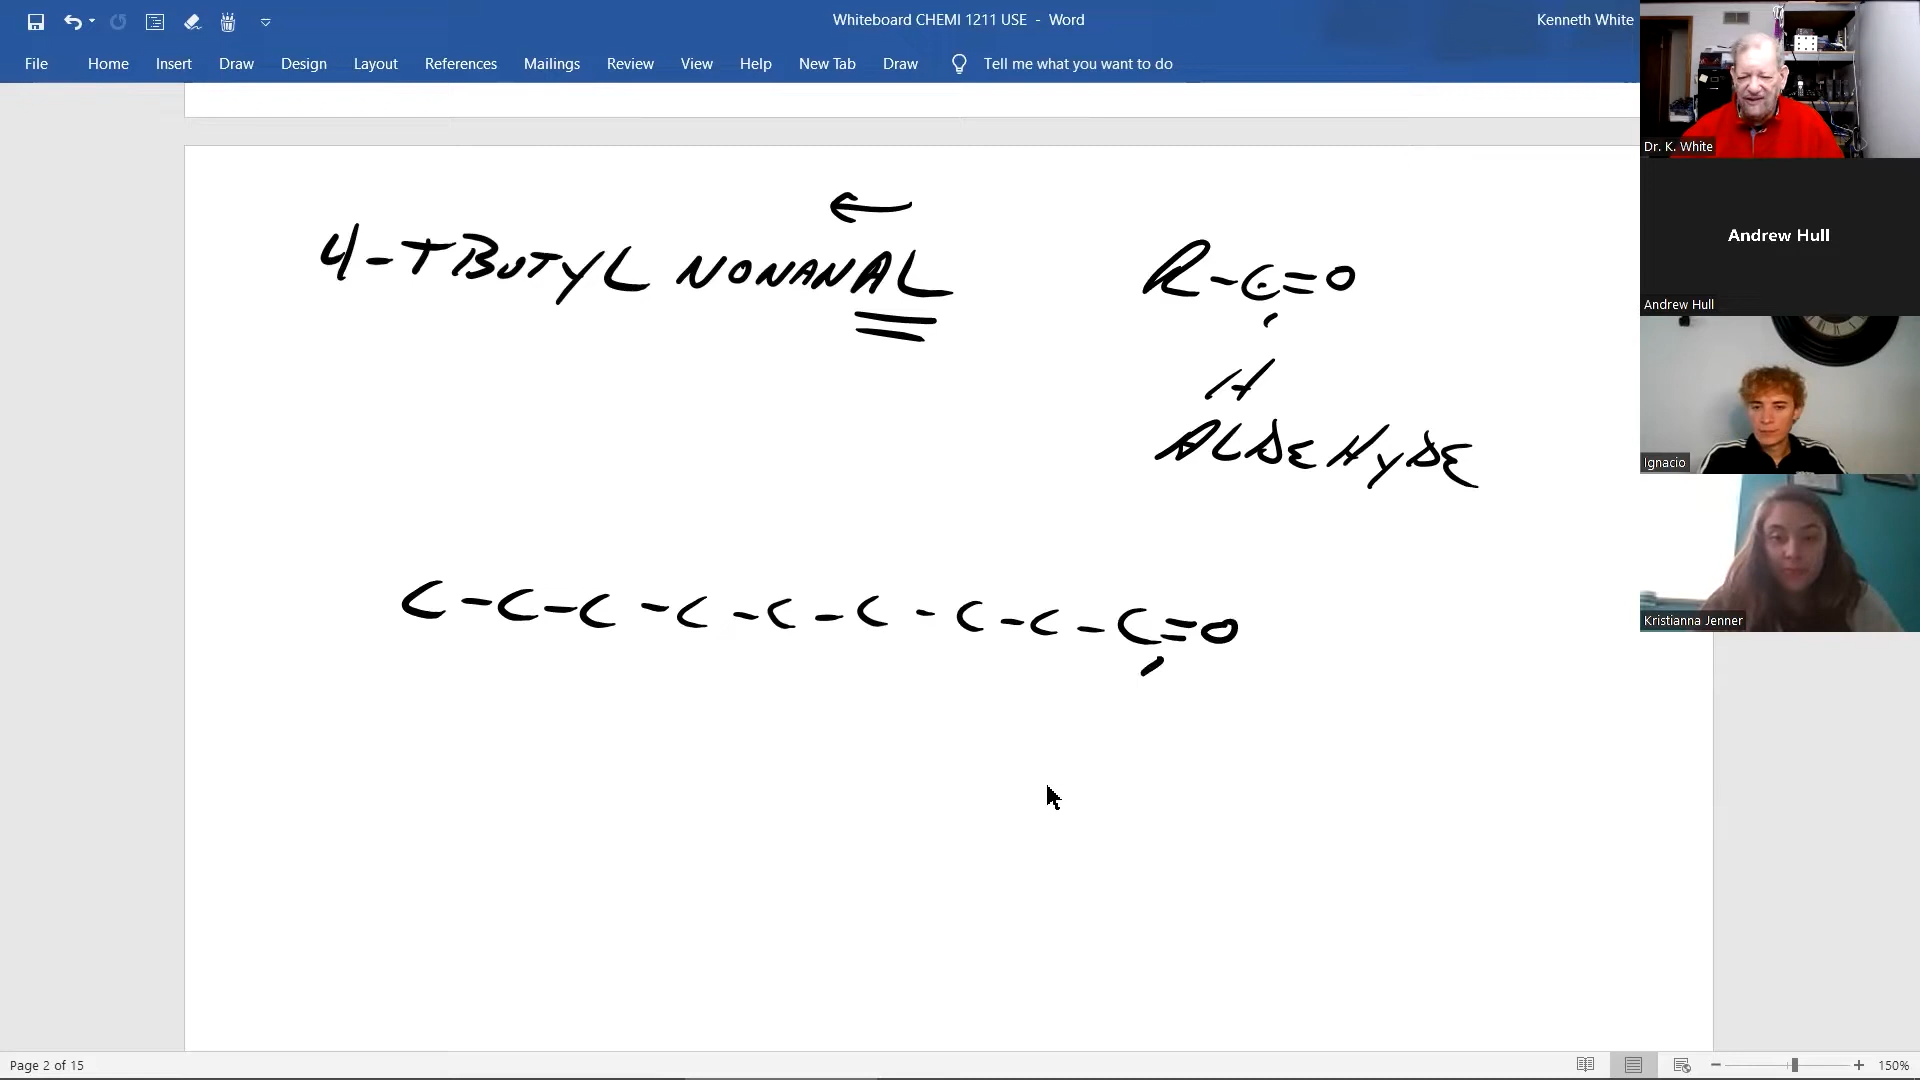 Whiteboard CHEMI 1211 USE - Word
Kenneth White
File Home Insert Draw Design Layout References Mailings Review View Help New Tab Draw Tell me what you want to do
Dr. K. White
←
4-TBUTYL NONANAL
R-C=O
H
ALDEHYDE
Andrew Hull
Andrew Hull
Ignacio
Kristianna Jenner
C-C-C-C-C-C-C-C-C=O
Page 2 of 15
150%